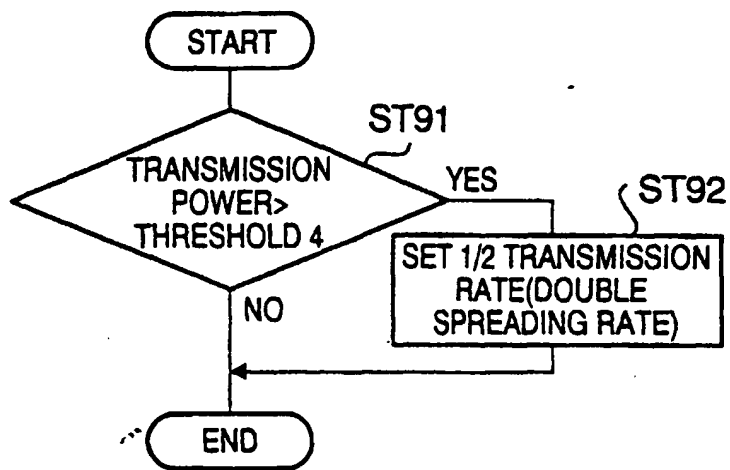 START
ST91
TRANSMISSION
POWER>
THRESHOLD 4
YES
ST92
SET 1/2 TRANSMISSION
RATE(DOUBLE
SPREADING RATE)
NO
END